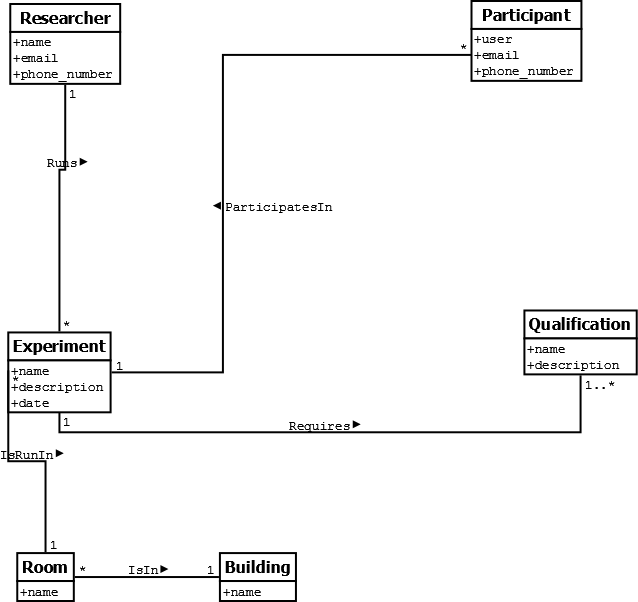 Researcher
+name
+email
+phone_number
1
Participant
+user
+email
+phone_number
*
Runs
ParticipatesIn
*
Experiment
+name
*
+description
+date
1
1
Qualification
+name
+description
1..*
Requires
IsRunIn
1
Room
+name
*
IsIn
1
Building
+name